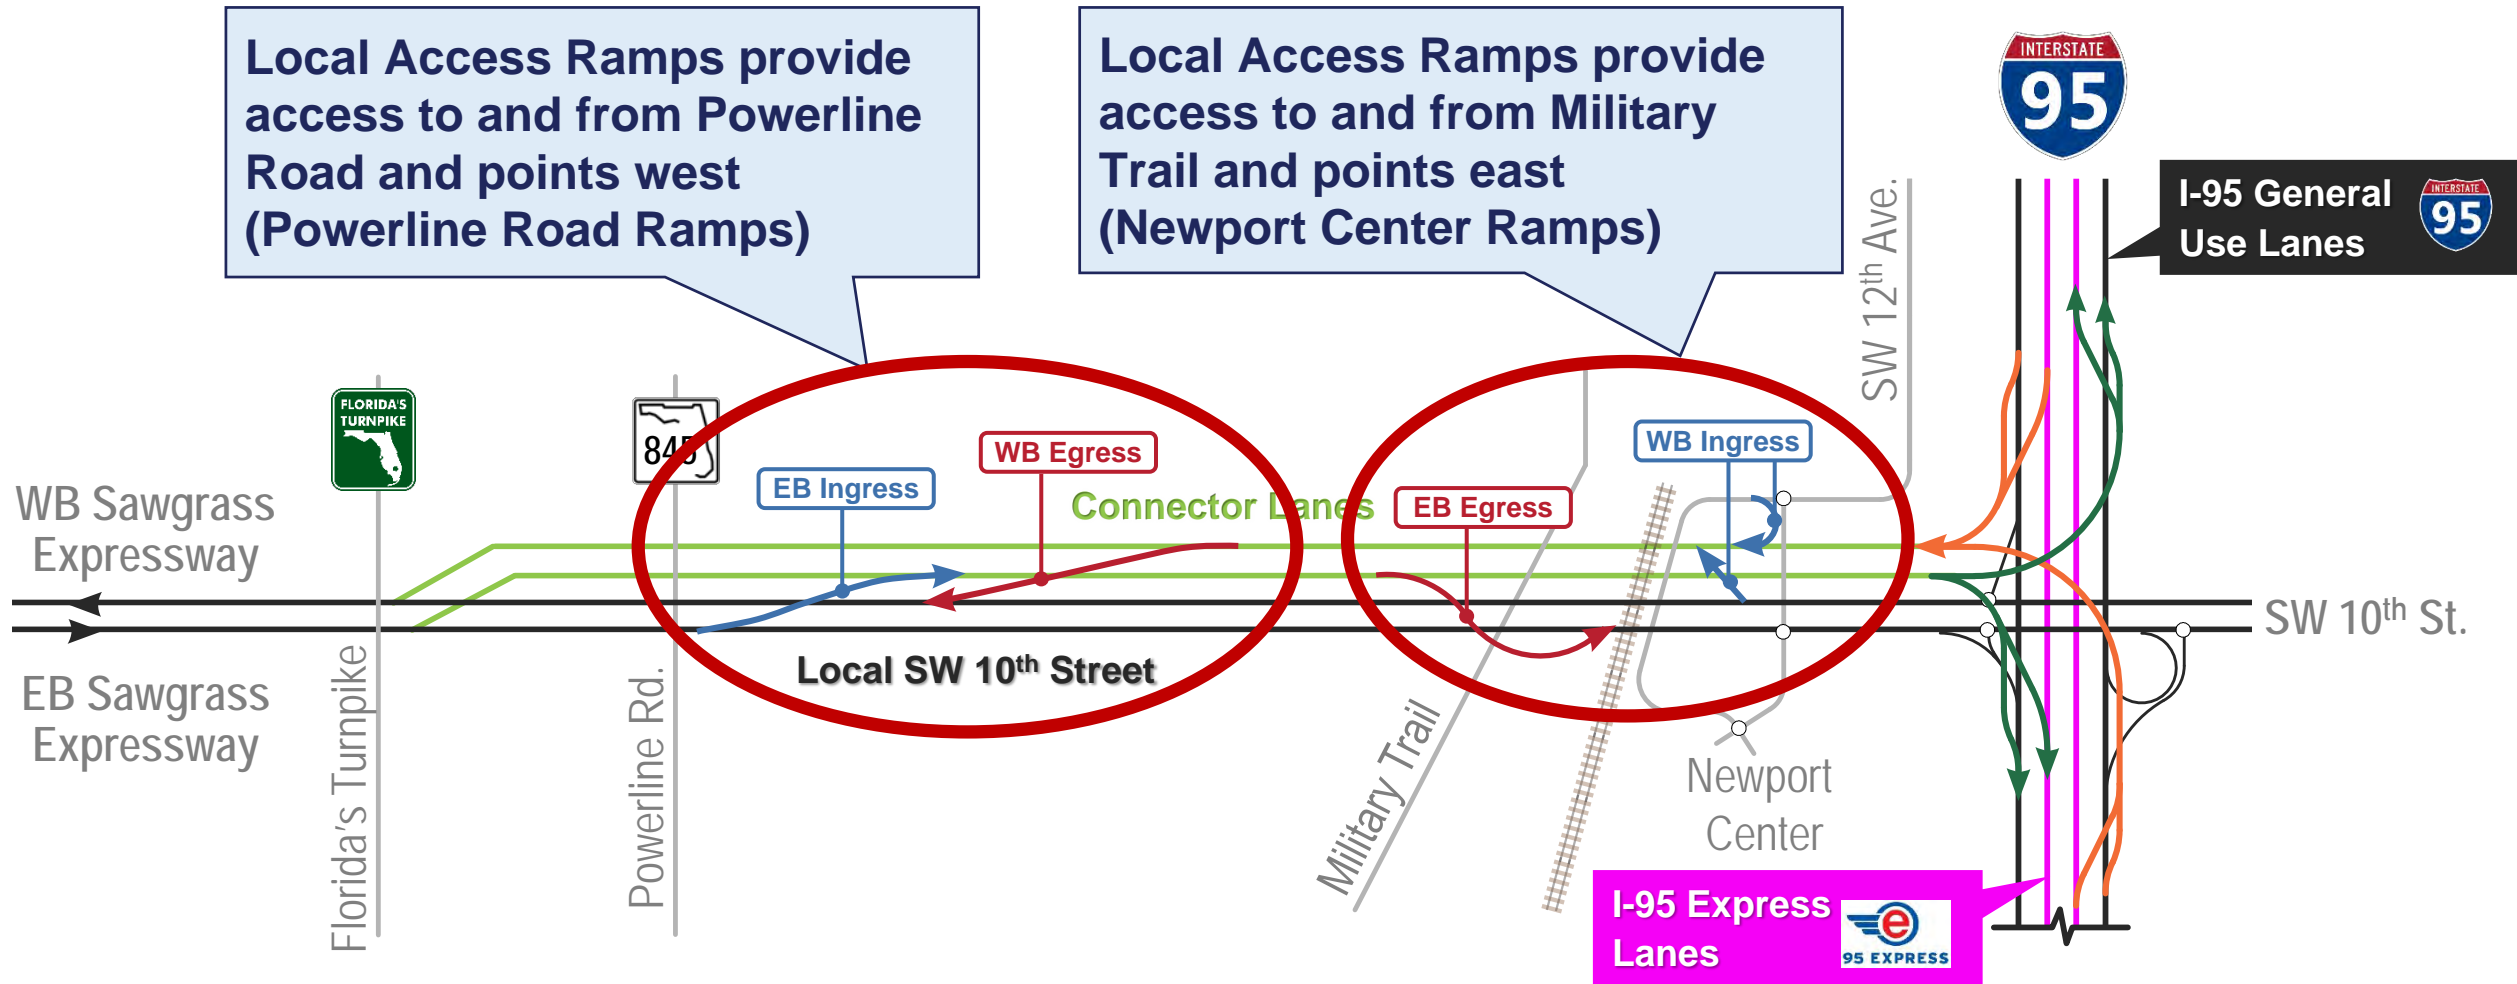 Local Access Ramps provide
access to and from Powerline
Road and points west
(Powerline Road Ramps)
Local Access Ramps provide
access to and from Military
Trail and points east
(Newport Center Ramps)
INTERSTATE
95
I-95 General
Use Lanes
INTERSTATE
95
SW 12th Ave.
FLORIDA'S
TURNPIKE
845
WB Egress
EB Ingress
WB Ingress
EB Egress
Connector Lanes
WB Sawgrass
Expressway
EB Sawgrass
Expressway
SW 10th St.
Local SW 10th Street
Florida's Turnpike
Powerline Rd.
Military Trail
Newport
Center
I-95 Express
Lanes
e
95 EXPRESS